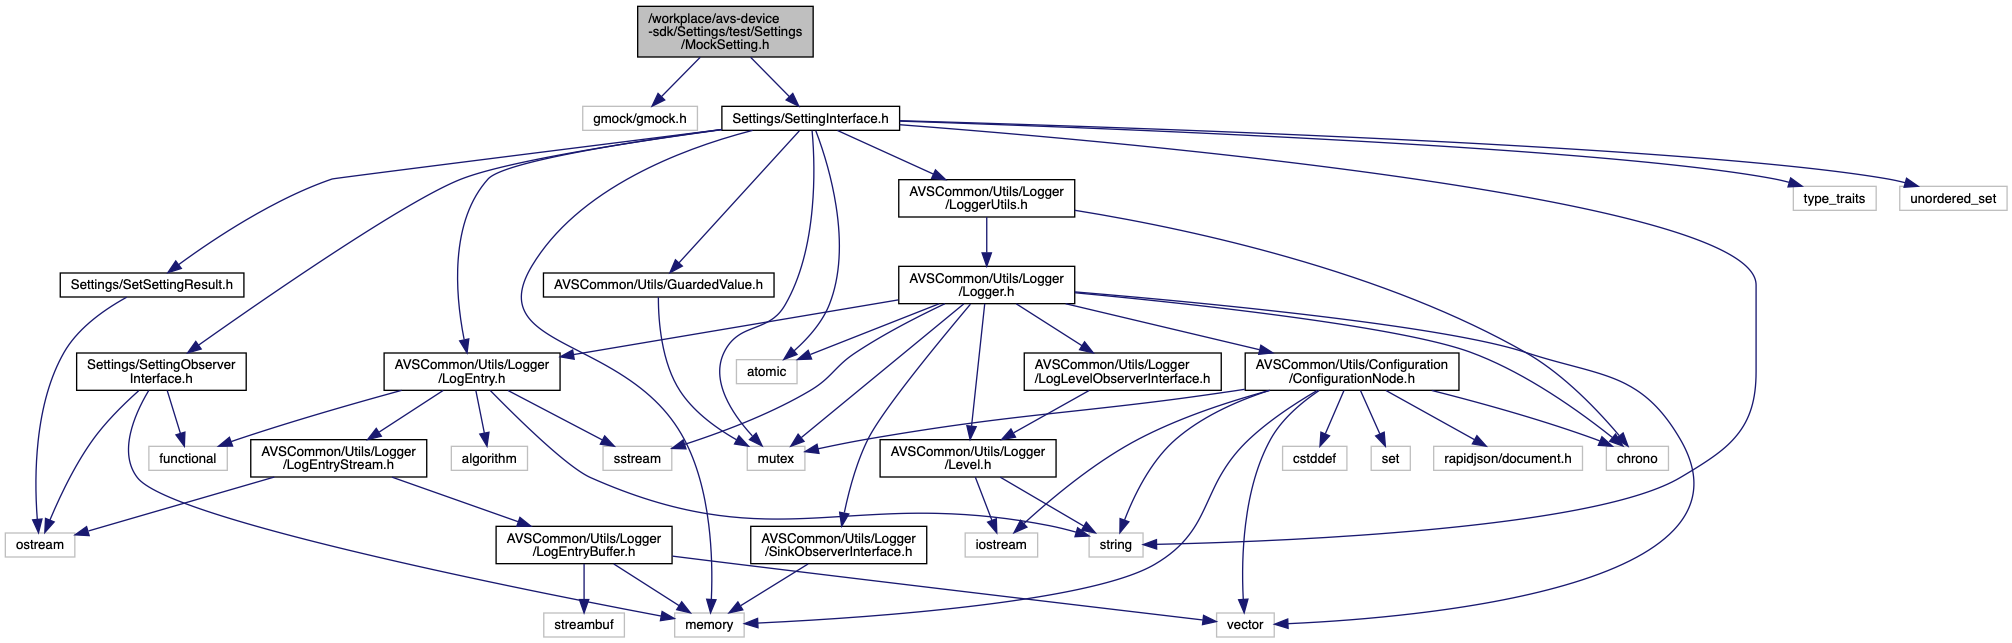 /workplace/avs-device
-sdk/Settings/test/Settings
/MockSetting.h
gmock/gmock.h
Settings/SettingInterface.h
AVSCommon/Utils/Logger
/LoggerUtils.h
type_traits
unordered_set
Settings/SetSettingResult.h
AVSCommon/Utils/GuardedValue.h
AVSCommon/Utils/Logger
/Logger.h
Settings/SettingObserver
Interface.h
AVSCommon/Utils/Logger
/LogEntry.h
atomic
AVSCommon/Utils/Logger
/LogLevelObserverInterface.h
AVSCommon/Utils/Configuration
/ConfigurationNode.h
functional
AVSCommon/Utils/Logger
/LogEntryStream.h
algorithm
sstream
mutex
AVSCommon/Utils/Logger
/Level.h
cstddef
set
rapidjson/document.h
chrono
ostream
AVSCommon/Utils/Logger
/LogEntryBuffer.h
AVSCommon/Utils/Logger
/SinkObserverInterface.h
iostream
string
streambuf
memory
vector